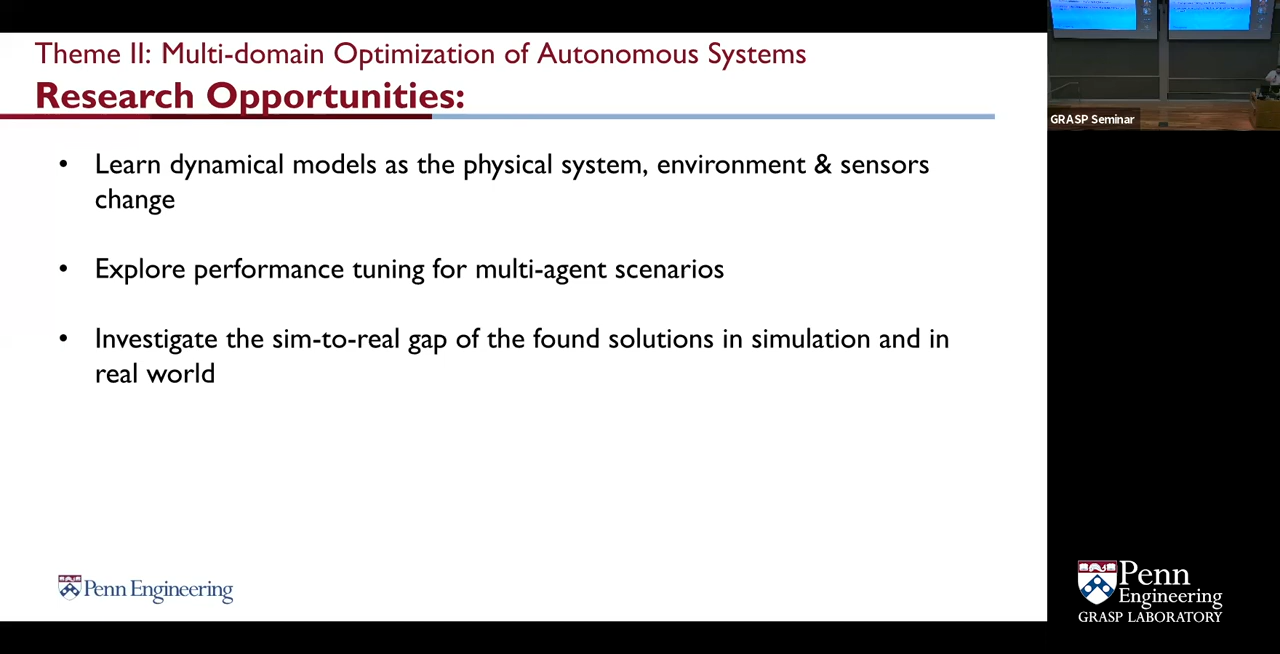 Theme II: Multi-domain Optimization of Autonomous Systems
Research Opportunities:
• Learn dynamical models as the physical system, environment & sensors
change
• Explore performance tuning for multi-agent scenarios
• Investigate the sim-to-real gap of the found solutions in simulation and in
real world
Penn Engineering
GRASP Seminar
Penn
Engineering
GRASP LABORATORY